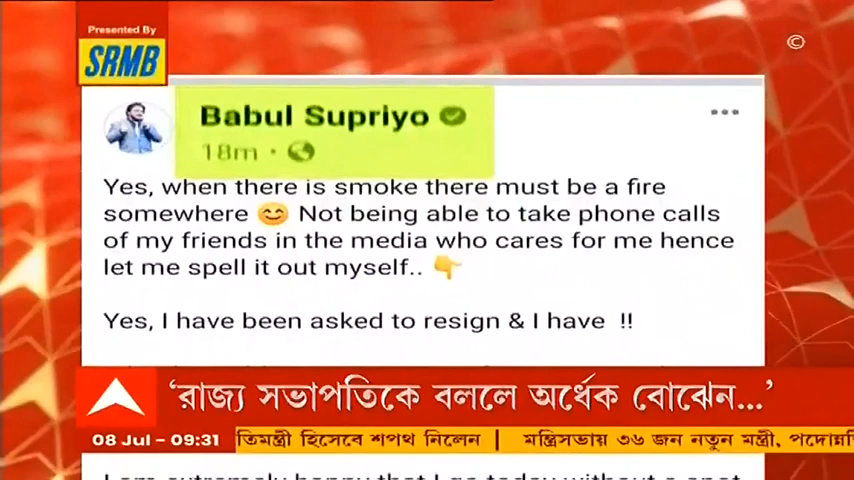 Presented By
SRMB
©
Babul Supriyo
18m
Yes, when there is smoke there must be a fire
somewhere 😊 Not being able to take phone calls
of my friends in the media who cares for me hence
let me spell it out myself.. 👇
Yes, I have been asked to resign & I have !!
‘রাজ্য সভাপতিকে বললে অর্ধেক বোঝেন...’
08 Jul - 09:31
তিমন্ত্রী হিসেবে শপথ নিলেন | মন্ত্রিসভায় ৩৬ জন নতুন মন্ত্রী, পদোন্নতি